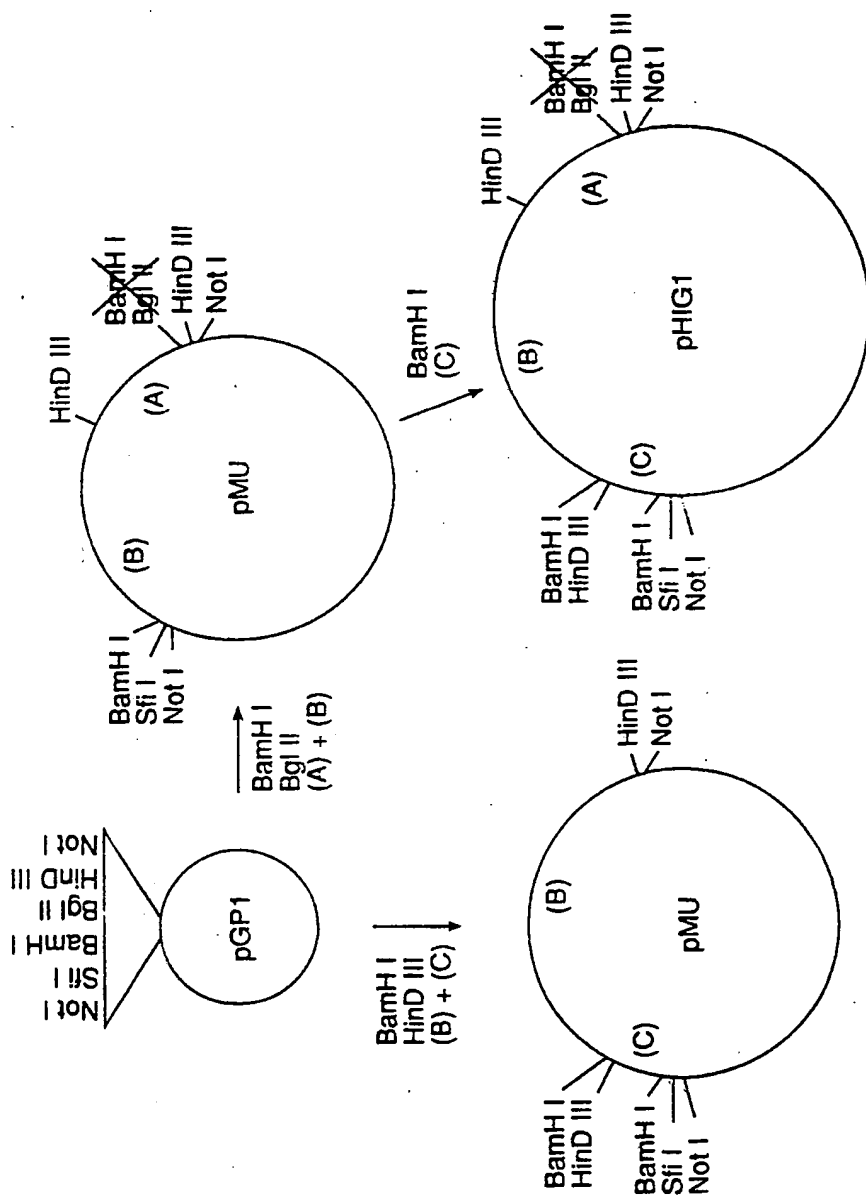 Not I
Sfi I
BamH I
Bgl II
HinD III
Not I
pGP1
BamH I
Bgl II
(A) + (B)
BamH I
Sfi I
Not I
(B)
HinD III
(A)
BamH I
Bgl II
HinD III
Not I
pMU
BamH I
HinD III
(B) + (C)
BamH I
(C)
BamH I
HinD III
(C)
BamH I
Sfi I
Not I
(B)
HinD III
Not I
pMU
BamH I
HinD III
(C)
BamH I
Sfi I
Not I
(B)
HinD III
(A)
BamH I
Bgl II
HinD III
Not I
pHIG1